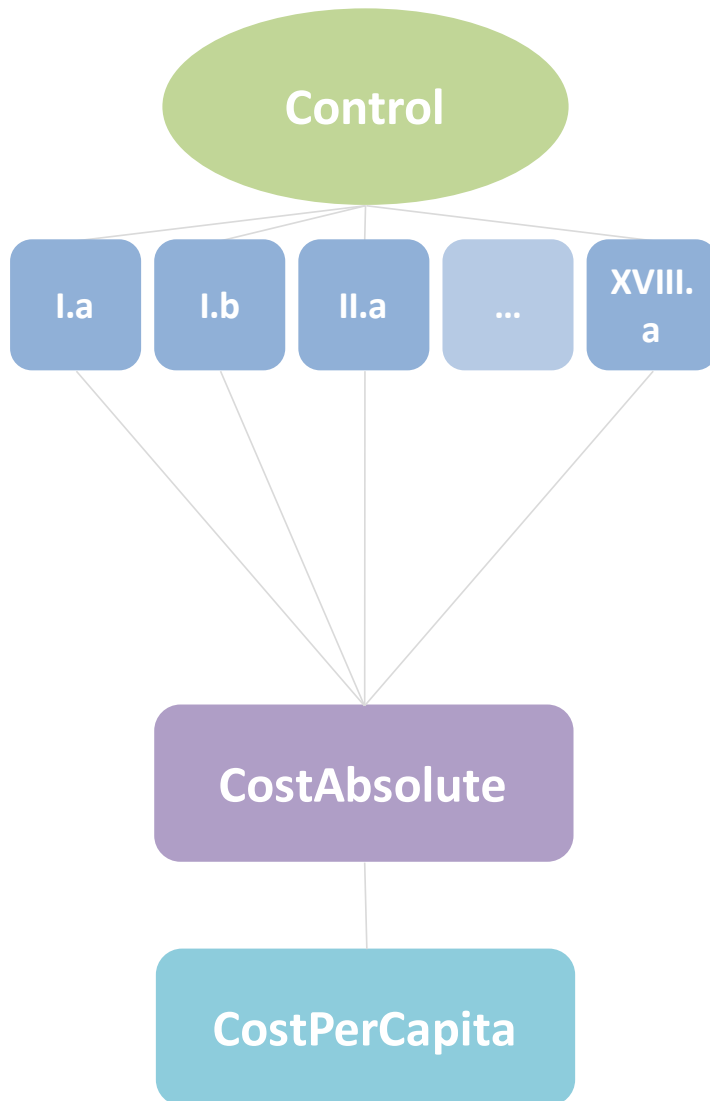 Control
I.a
I.b
II.a
...
XVIII.
a
CostAbsolute
CostPerCapita